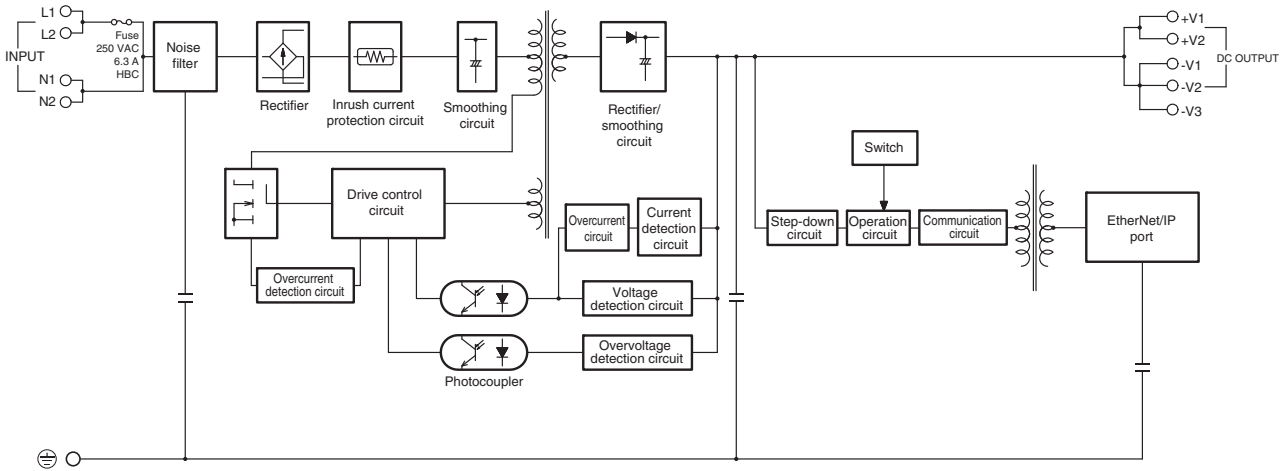 L1
L2
INPUT
N1
N2
Fuse
250 VAC
6.3 A
HBC
Noise
filter
Rectifier
Inrush current
protection circuit
Smoothing
circuit
Rectifier/
smoothing
circuit
+V1
+V2
DC OUTPUT
-V1
-V2
-V3
Switch
Drive control
circuit
Overcurrent
circuit
Current
detection
circuit
Step-down
circuit
Operation
circuit
Communication
circuit
EtherNet/IP
port
Overcurrent
detection circuit
Voltage
detection circuit
Overvoltage
detection circuit
Photocoupler